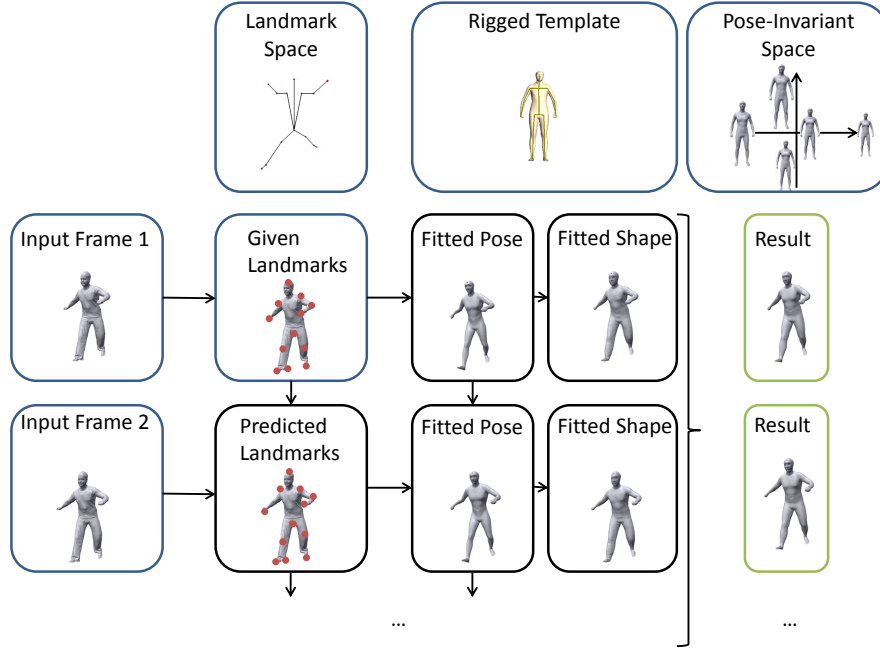 Landmark
Space
Rigged Template
Pose-Invariant
Space
Input Frame 1
Given
Landmarks
Fitted Pose
Fitted Shape
Result
Input Frame 2
Predicted
Landmarks
Fitted Pose
Fitted Shape
Result
...
...